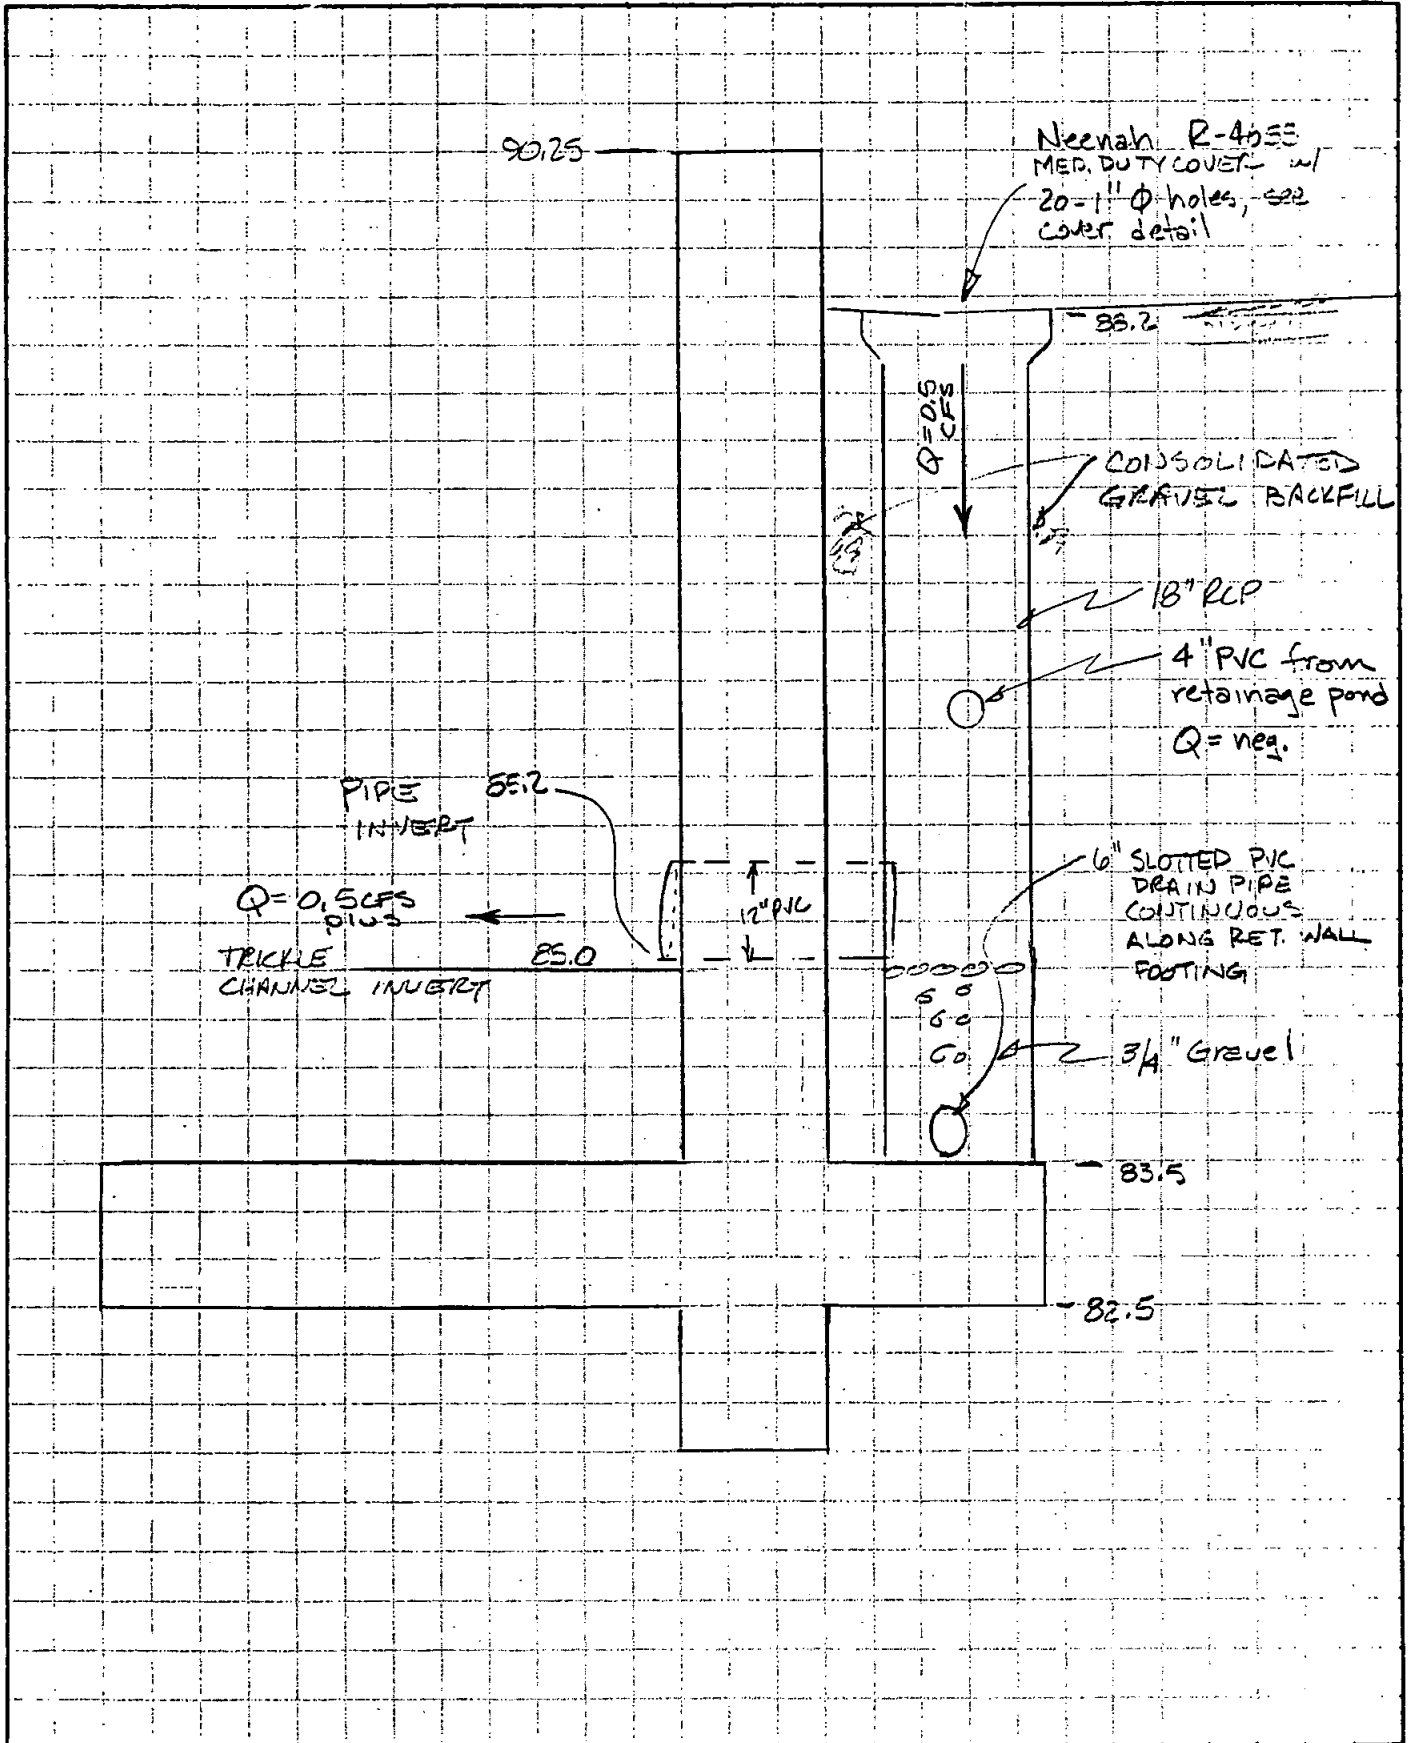 90.25
Neenah R-4055
MED. DUTY COVER w/
20-1" Ø holes, see
cover detail
88.2
Q=0.5
CFS
CONSOLIDATED
GRAVEL BACKFILL
18" RCP
4" PVC from
retainage pond
Q = neg.
PIPE 85.2
INVERT
6" SLOTTED PVC
DRAIN PIPE
CONTINUOUS
ALONG RET. WALL
FOOTING
12" PVC
Q=0.5CFS
plus
TRICKLE 85.0
CHANNEL INVERT
3/4" Gravel
83.5
82.5